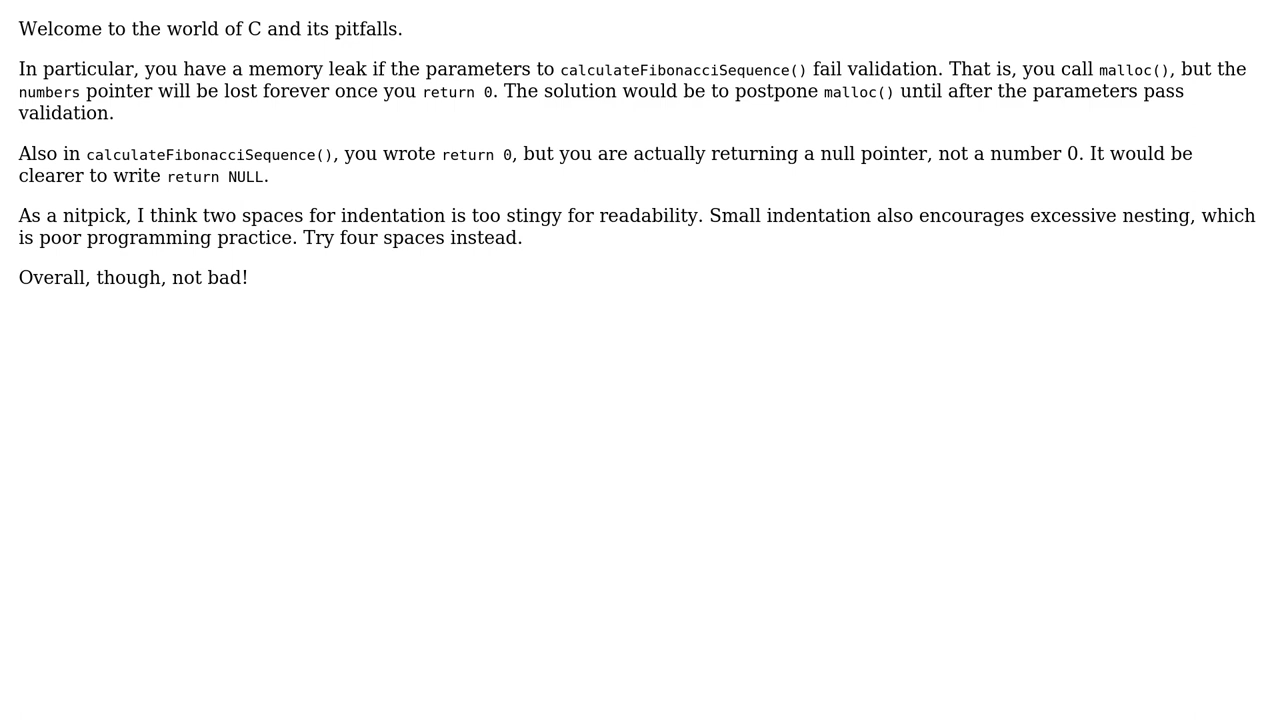 Welcome to the world of C and its pitfalls.
In particular, you have a memory leak if the parameters to calculateFibonacciSequence() fail validation. That is, you call malloc(), but the
numbers pointer will be lost forever once you return 0. The solution would be to postpone malloc() until after the parameters pass
validation.
Also in calculateFibonacciSequence(), you wrote return 0, but you are actually returning a null pointer, not a number 0. It would be
clearer to write return NULL.
As a nitpick, I think two spaces for indentation is too stingy for readability. Small indentation also encourages excessive nesting, which
is poor programming practice. Try four spaces instead.
Overall, though, not bad!